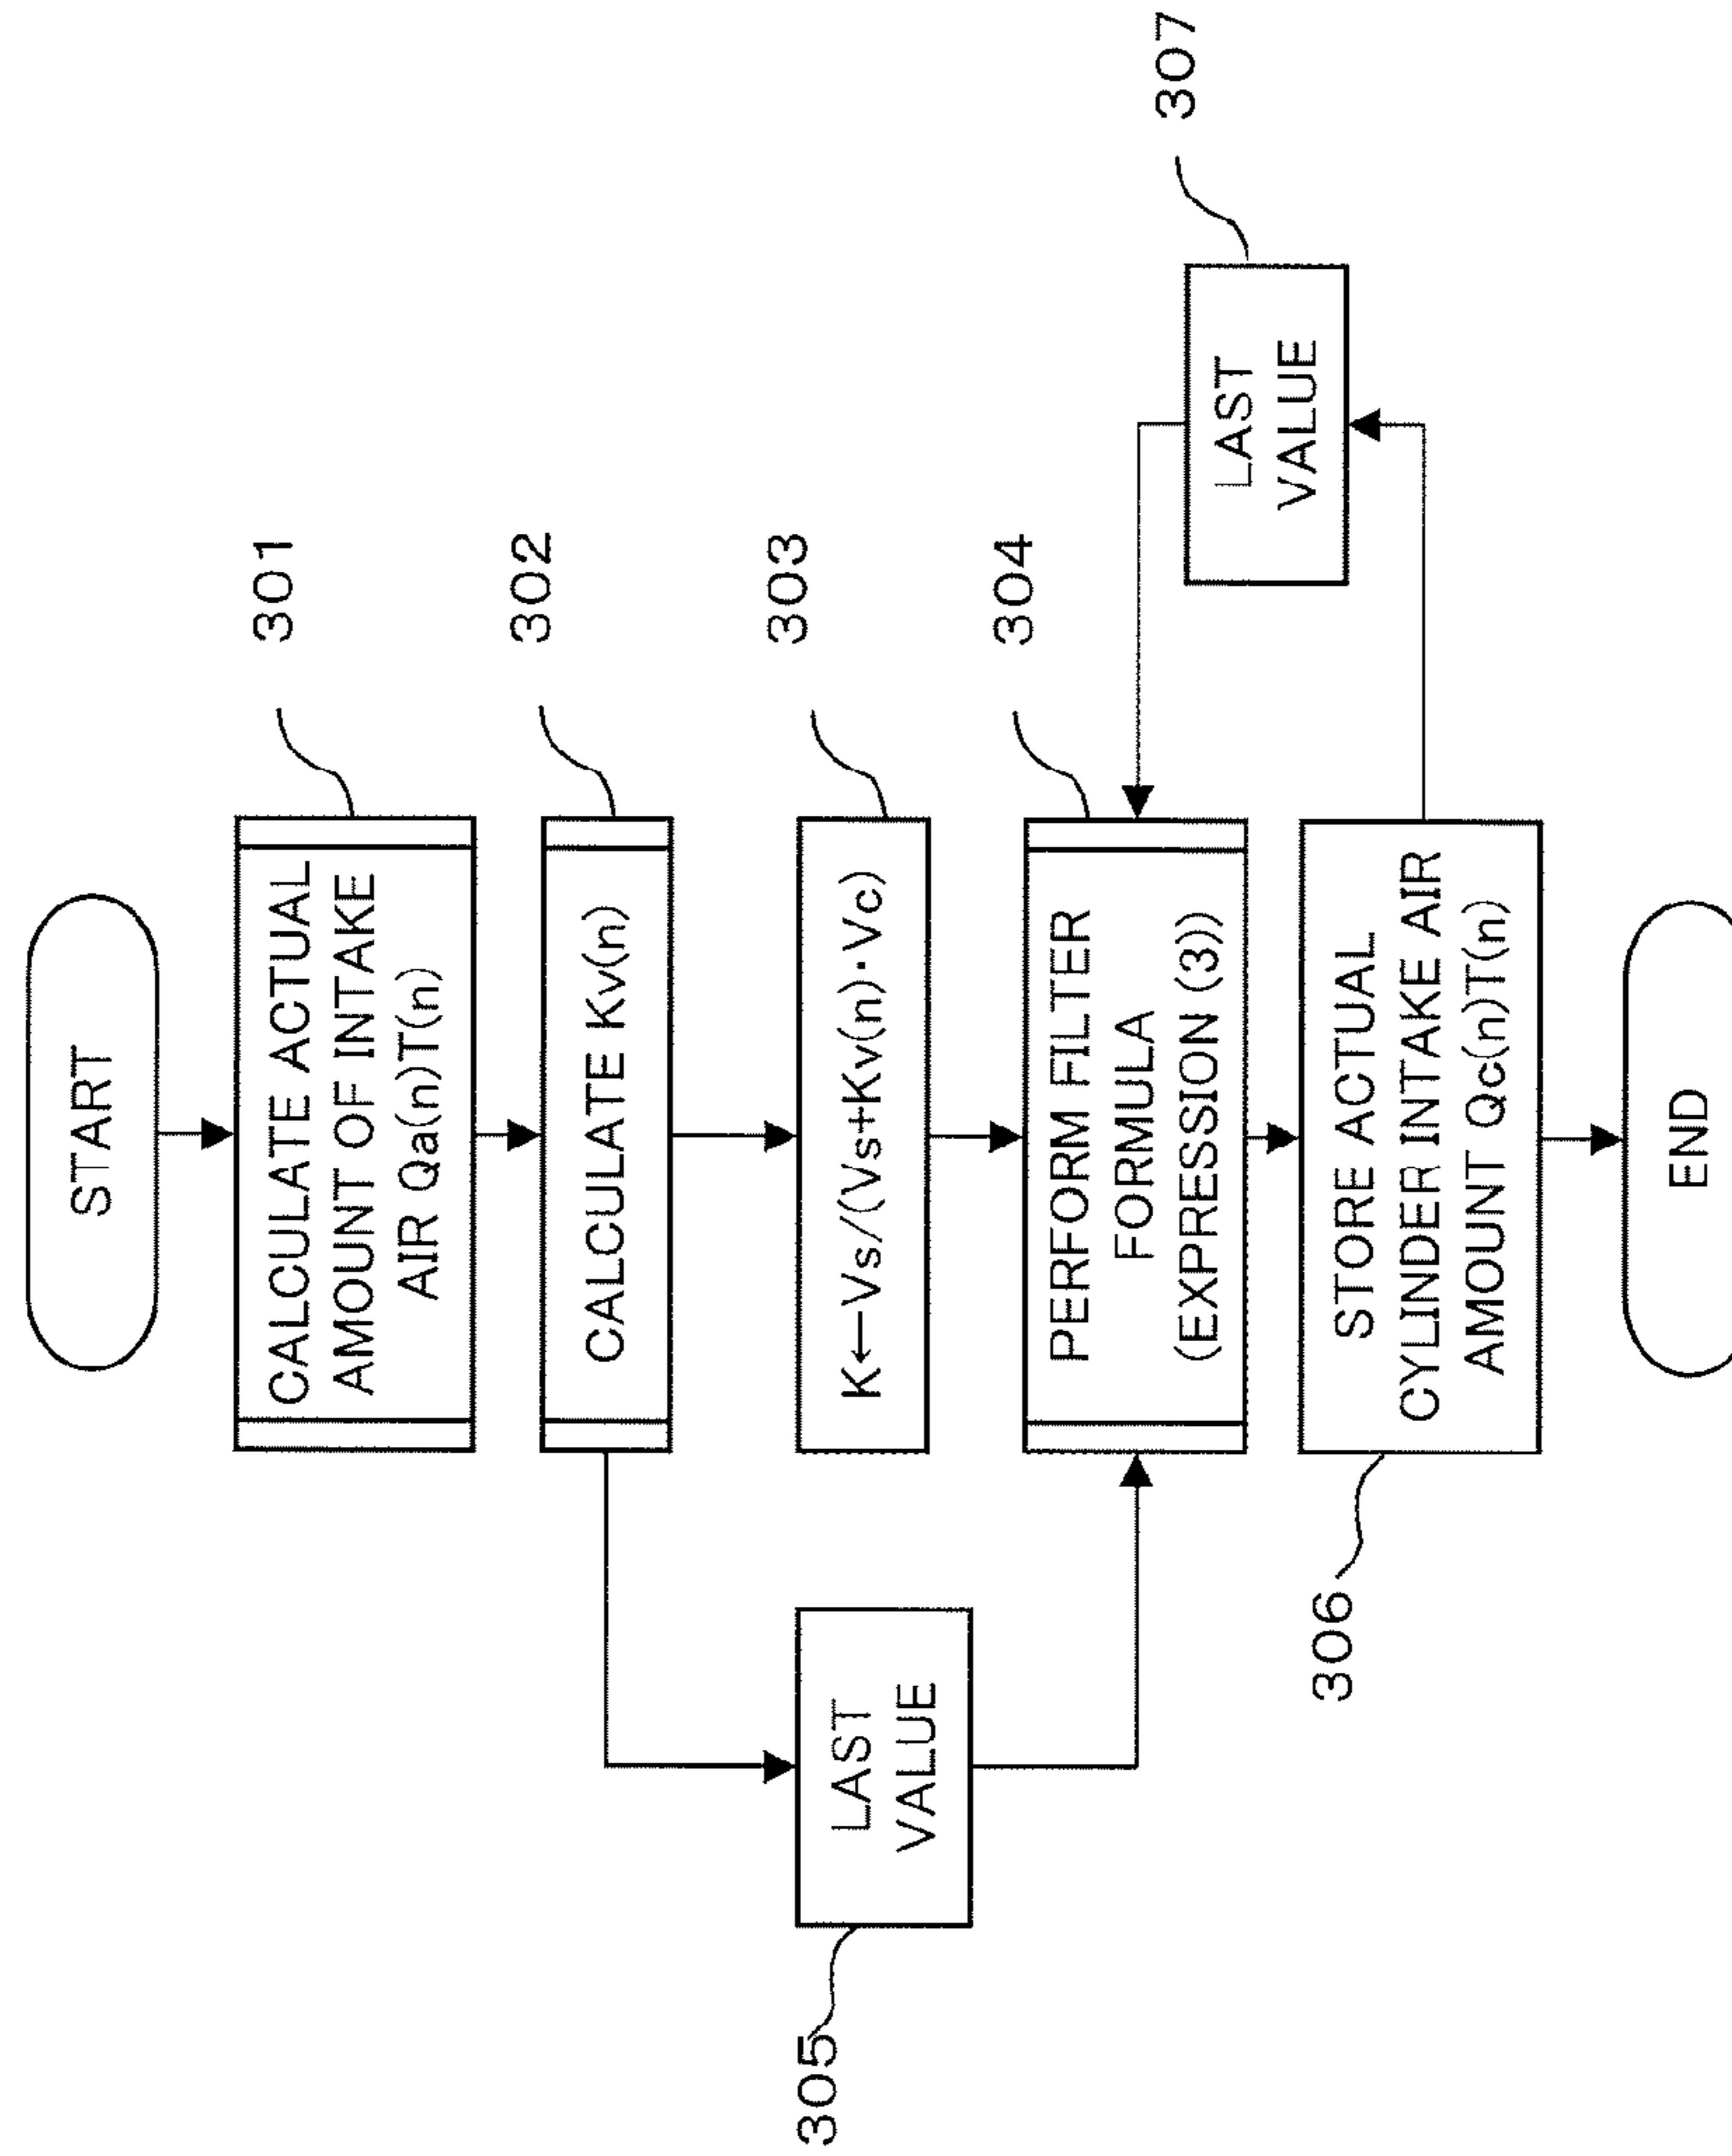 START
301
CALCULATE ACTUAL
AMOUNT OF INTAKE
AIR Qa(n)T(n)
302
CALCULATE Kv(n)
303
K←Vs/(Vs+Kv(n)·Vc)
304
PERFORM FILTER
FORMULA
(EXPRESSION (3))
305
LAST
VALUE
307
LAST
VALUE
306
STORE ACTUAL
CYLINDER INTAKE AIR
AMOUNT Qc(n)T(n)
END